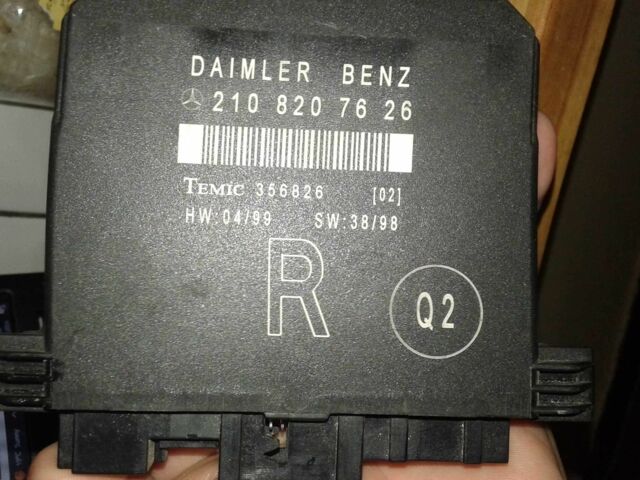 DAIMLER BENZ
210 820 76 26
TEMIC 356826 [02]
HW:04/99 SW:38/98
R
Q2